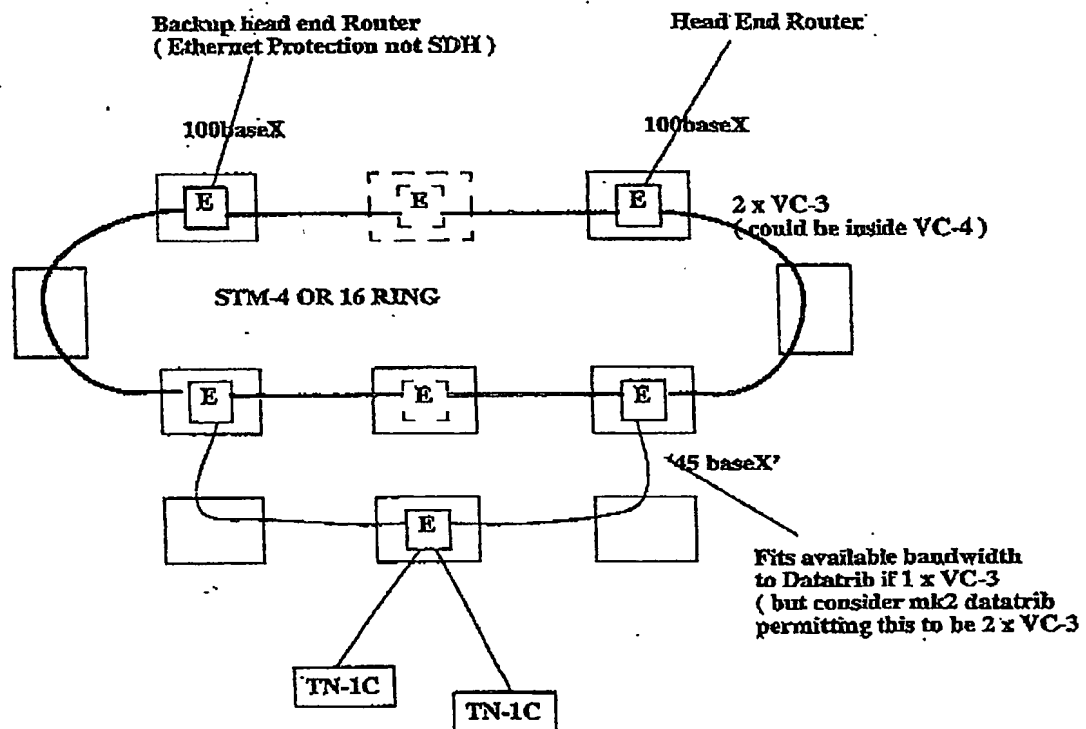 Backup head end Router
( Ethernet Protection not SDH )
Head End Router
100baseX
100baseX
E
E
E
2 x VC-3
( could be inside VC-4 )
STM-4 OR 16 RING
E
E
E
'45 baseX'
E
Fits available bandwidth
to Datatrib if 1 x VC-3
( but consider mk2 datatrib
permitting this to be 2 x VC-3
TN-1C
TN-1C